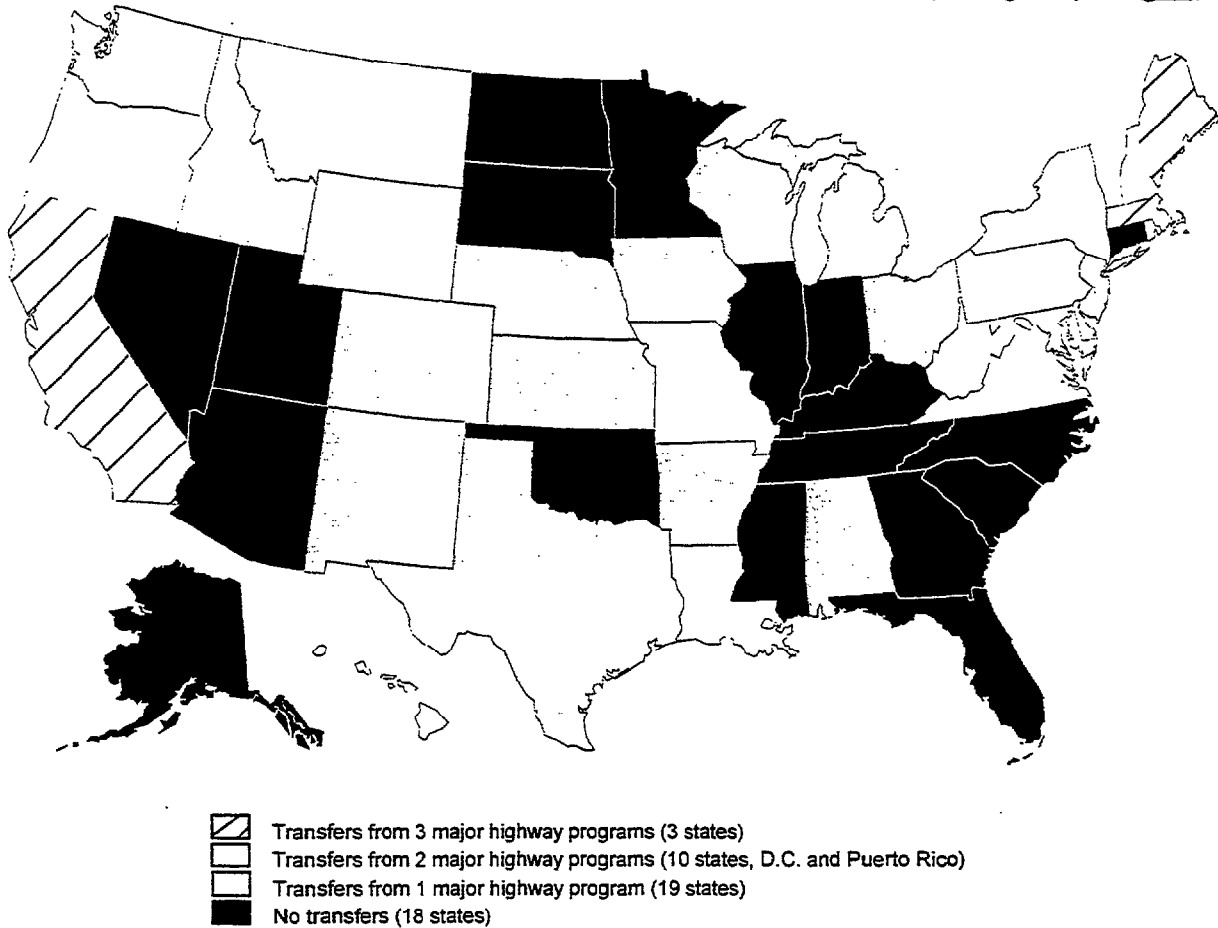 Transfers from 3 major highway programs (3 states)
Transfers from 2 major highway programs (10 states, D.C. and Puerto Rico)
Transfers from 1 major highway program (19 states)
No transfers (18 states)